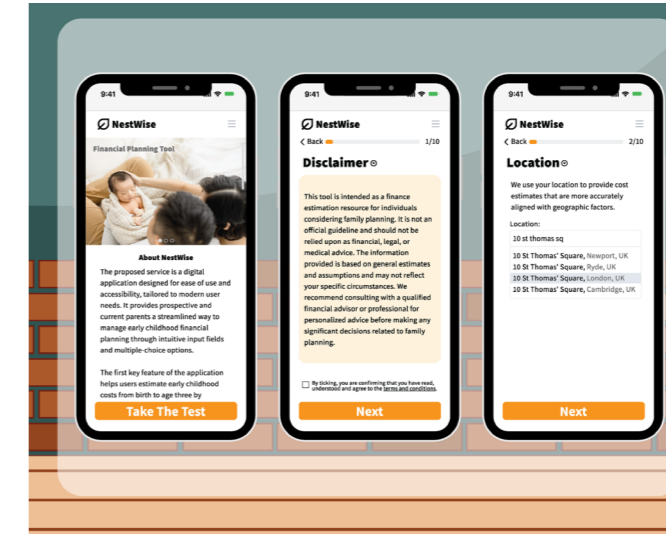 9:41
NestWise
Financial Planning Tool
About NestWise
The proposed service is a digital
application designed for ease of use and
accessibility, tailored to modern user
needs. It provides prospective and
current parents a streamlined way to
manage early childhood financial
planning through intuitive input fields
and multiple-choice options.
The first key feature of the application
helps users estimate early childhood
costs from birth to age three by
Take The Test
9:41
NestWise
Back
1/10
Disclaimer
This tool is intended as a finance
estimation resource for individuals
considering family planning. It is not an
official guideline and should not be
relied upon as financial, legal, or
medical advice. The information
provided is based on general estimates
and assumptions and may not reflect
your specific circumstances. We
recommend consulting with a qualified
financial advisor or professional for
personalized advice before making any
significant decisions related to family
planning.
By ticking, you are confirming that you have read,
understood and agree to the terms and conditions.
Next
9:41
NestWise
Back
2/10
Location
We use your location to provide cost
estimates that are more accurately
aligned with geographic factors.
Location:
10 st thomas sq
10 St Thomas' Square, Newport, UK
10 St Thomas' Square, Ryde, UK
10 St Thomas' Square, London, UK
10 St Thomas' Square, Cambridge, UK
Next